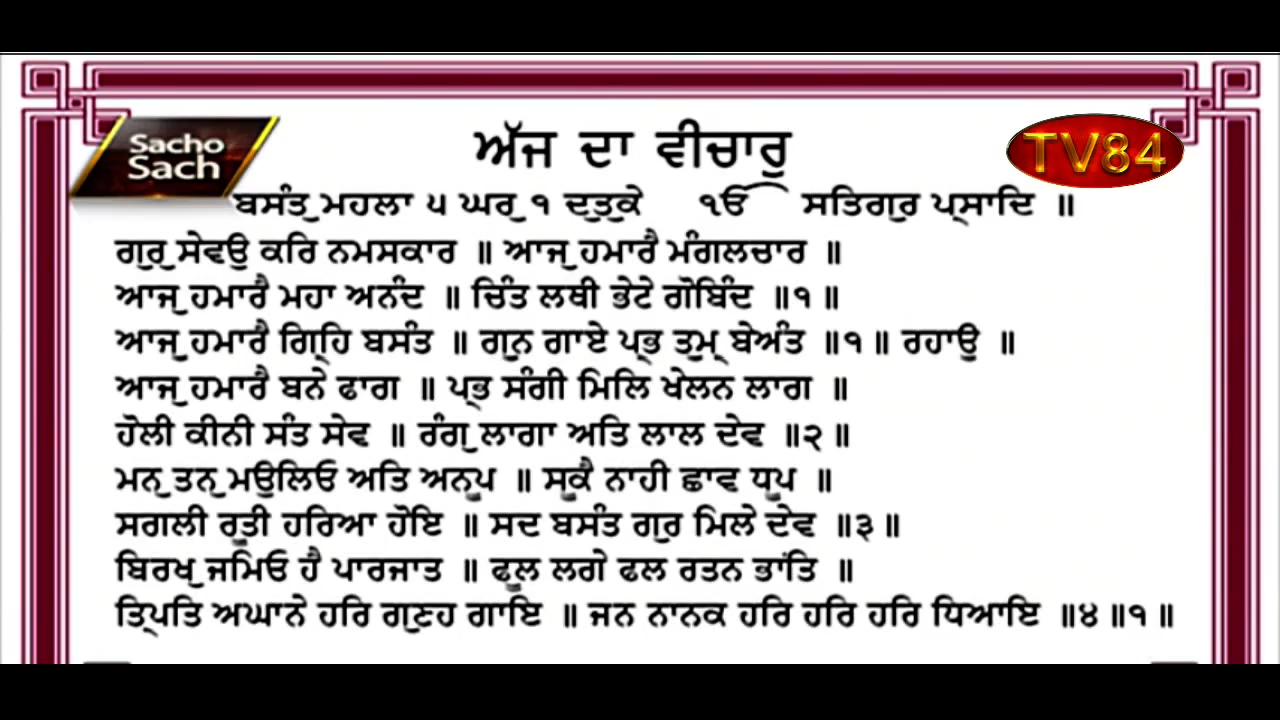 Sacho
Sach
TV84
ਅੱਜ ਦਾ ਵੀਚਾਰੁ
ਬਸੰਤੁ ਮਹਲਾ ੫ ਘਰੁ ੧ ਦੁਤੁਕੇ ੴ ਸਤਿਗੁਰ ਪ੍ਰਸਾਦਿ ॥
ਗੁਰੁ ਸੇਵਉ ਕਰਿ ਨਮਸਕਾਰ ॥ ਆਜੁ ਹਮਾਰੈ ਮੰਗਲਚਾਰ ॥
ਆਜੁ ਹਮਾਰੈ ਮਹਾ ਅਨੰਦ ॥ ਚਿੰਤ ਲਥੀ ਭੇਟੇ ਗੋਬਿੰਦ ॥੧॥
ਆਜੁ ਹਮਾਰੈ ਗ੍ਰਿਹਿ ਬਸੰਤ ॥ ਗੁਨ ਗਾਏ ਪ੍ਰਭ ਤੁਮ੍ਹ ਬੇਅੰਤ ॥੧॥ ਰਹਾਉ ॥
ਆਜੁ ਹਮਾਰੈ ਬਨੇ ਫਾਗ ॥ ਪ੍ਰਭ ਸੰਗੀ ਮਿਲਿ ਖੇਲਨ ਲਾਗ ॥
ਹੋਲੀ ਕੀਨੀ ਸੰਤ ਸੇਵ ॥ ਰੰਗੁ ਲਾਗਾ ਅਤਿ ਲਾਲ ਦੇਵ ॥੨॥
ਮਨੁ ਤਨੁ ਮਉਲਿਓ ਅਤਿ ਅਨੂਪ ॥ ਸੂਕੈ ਨਾਹੀ ਛਾਵ ਧੂਪ ॥
ਸਗਲੀ ਰੂਤੀ ਹਰਿਆ ਹੋਇ ॥ ਸਦ ਬਸੰਤ ਗੁਰ ਮਿਲੇ ਦੇਵ ॥੩॥
ਬਿਰਖੁ ਜਮਿਓ ਹੈ ਪਾਰਜਾਤ ॥ ਫੂਲ ਲਗੇ ਫਲ ਰਤਨ ਭਾਂਤਿ ॥
ਤ੍ਰਿਪਤਿ ਅਘਾਨੇ ਹਰਿ ਗੁਣਹ ਗਾਇ ॥ ਜਨ ਨਾਨਕ ਹਰਿ ਹਰਿ ਹਰਿ ਧਿਆਇ ॥੪॥੧॥